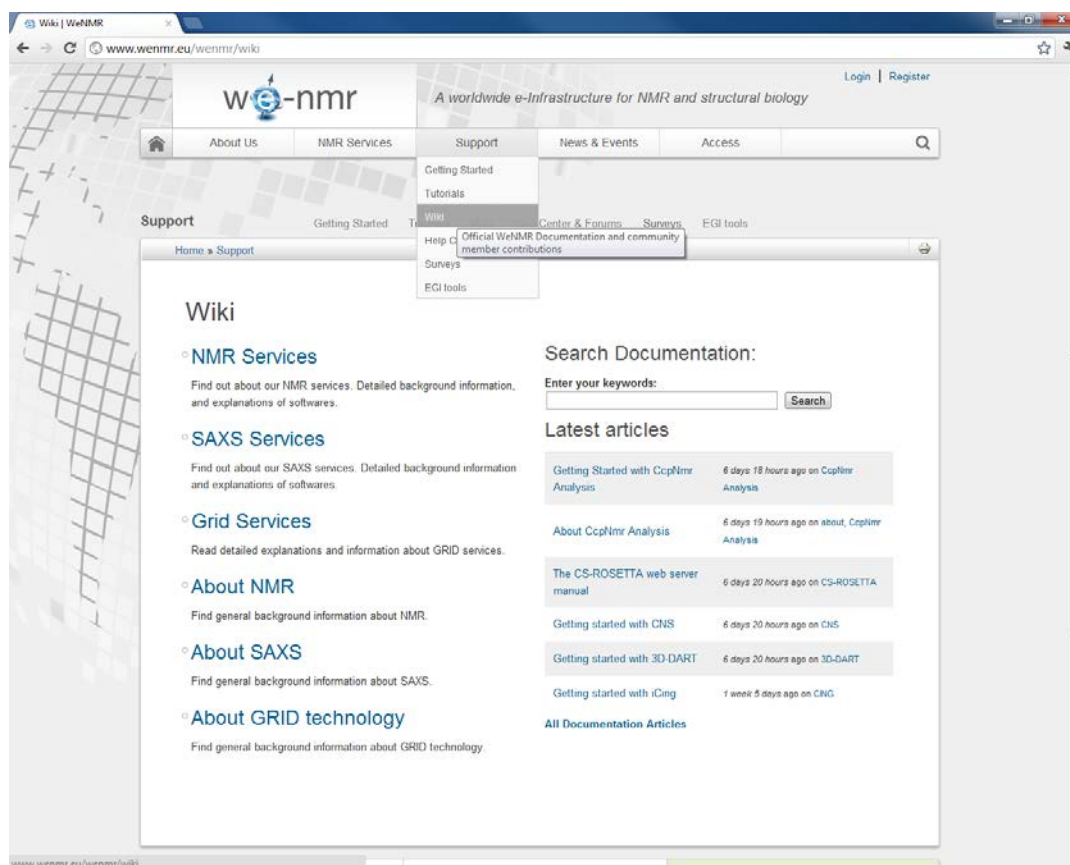 Wiki | WeNMR
www.wenmr.eu/wenmr/wiki
Login | Register
we-nmr
A worldwide e-Infrastructure for NMR and structural biology
About Us NMR Services Support News & Events Access
Getting Started
Tutorials
Wiki
Help C
Surveys
EGI tools
Official WeNMR Documentation and community
member contributions
Support Getting Started T Center & Forums Surveys EGI tools
Home » Support
Wiki
NMR Services
Find out about our NMR services. Detailed background information,
and explanations of softwares.
SAXS Services
Find out about our SAXS services. Detailed background information
and explanations of softwares
Grid Services
Read detailed explanations and information about GRID services.
About NMR
Find general background information about NMR.
About SAXS
Find general background information about SAXS.
About GRID technology
Find general background information about GRID technology
Search Documentation:
Enter your keywords:
Search
Latest articles
Getting Started with CcpNmr
Analysis
6 days 18 hours ago on CcpNmr
Analysis
About CcpNmr Analysis
6 days 19 hours ago on about, CcpNmr
Analysis
The CS-ROSETTA web server
manual
6 days 20 hours ago on CS-ROSETTA
Getting started with CNS
6 days 20 hours ago on CNS
Getting started with 3D-DART
6 days 20 hours ago on 3D-DART
Getting started with iCing
1 week 5 days ago on CING
All Documentation Articles
www.wenmr.eu/wenmr/wiki